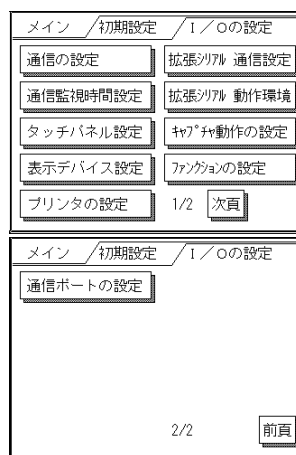 メイン 初期設定 I／Oの設定
通信の設定 拡張ｼﾘｱﾙ 通信設定
通信監視時間設定 拡張ｼﾘｱﾙ 動作環境
タッチパネル設定 ｷｬﾌﾟﾁｬ動作の設定
表示デバイス設定 ﾌｧﾝｸｼｮﾝの設定
プリンタの設定 1/2 次頁
メイン 初期設定 I／Oの設定
通信ポートの設定
2/2 前頁